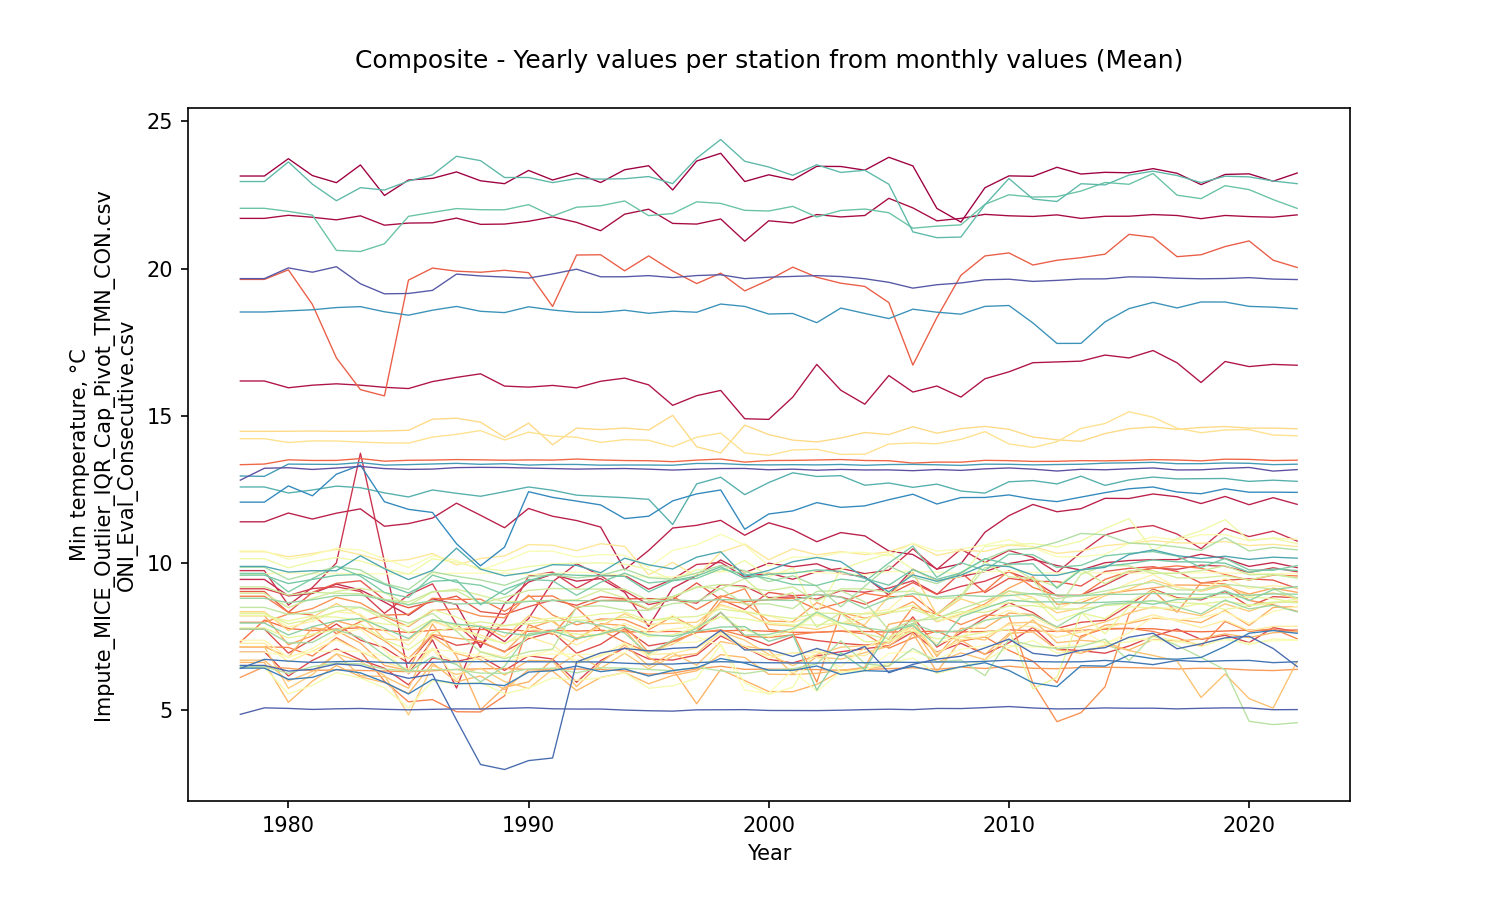 Composite - Yearly values per station from monthly values (Mean)
25
20
15
10
5
Min temperature, °C
Impute_MICE_Outlier_IQR_Cap_Pivot_TMN_CON.csv
ONI_Eval_Consecutive.csv
1980
1990
2000
2010
2020
Year